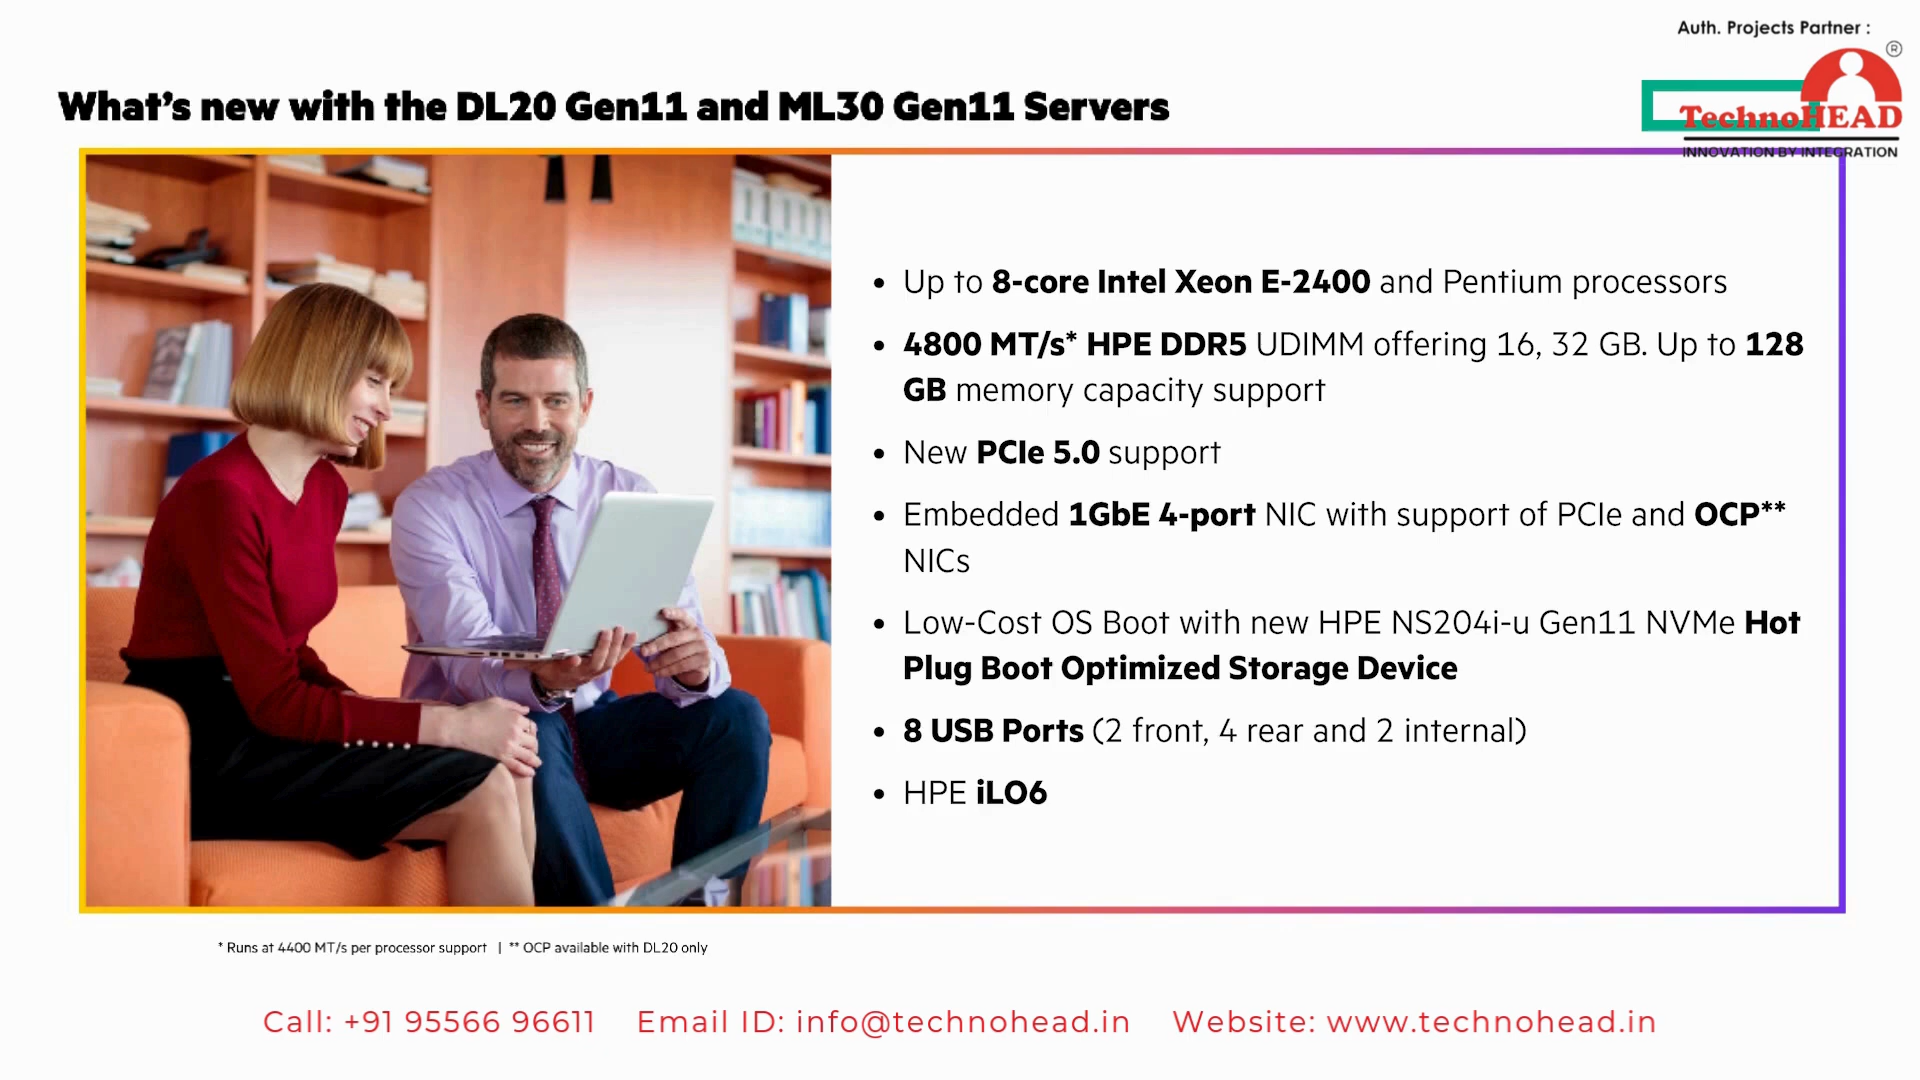 Auth. Projects Partner :
®
TechnoHEAD
INNOVATION BY INTEGRATION
What's new with the DL20 Gen11 and ML30 Gen11 Servers
• Up to 8-core Intel Xeon E-2400 and Pentium processors
• 4800 MT/s* HPE DDR5 UDIMM offering 16, 32 GB. Up to 128
GB memory capacity support
• New PCIe 5.0 support
• Embedded 1GbE 4-port NIC with support of PCIe and OCP**
NICs
• Low-Cost OS Boot with new HPE NS204i-u Gen11 NVMe Hot
Plug Boot Optimized Storage Device
• 8 USB Ports (2 front, 4 rear and 2 internal)
• HPE iLO6
* Runs at 4400 MT/s per processor support | ** OCP available with DL20 only
Call: +91 95566 96611 Email ID: info@technohead.in Website: www.technohead.in